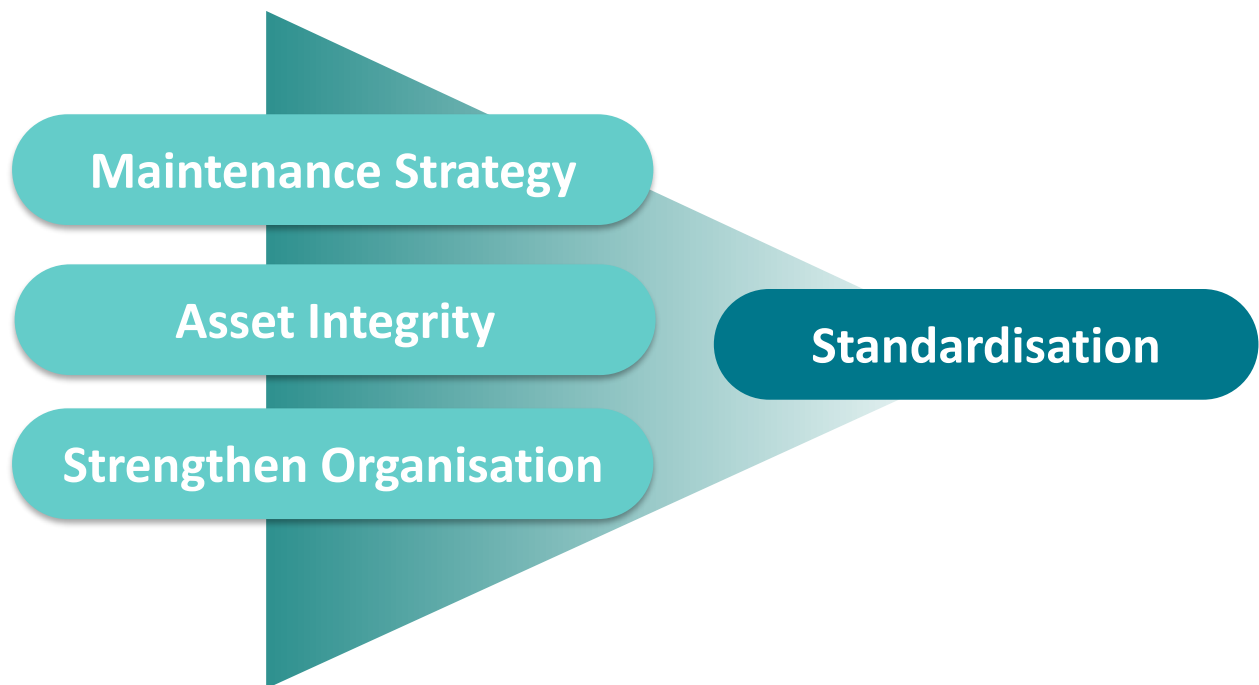 Maintenance Strategy
Asset Integrity
Strengthen Organisation
Standardisation